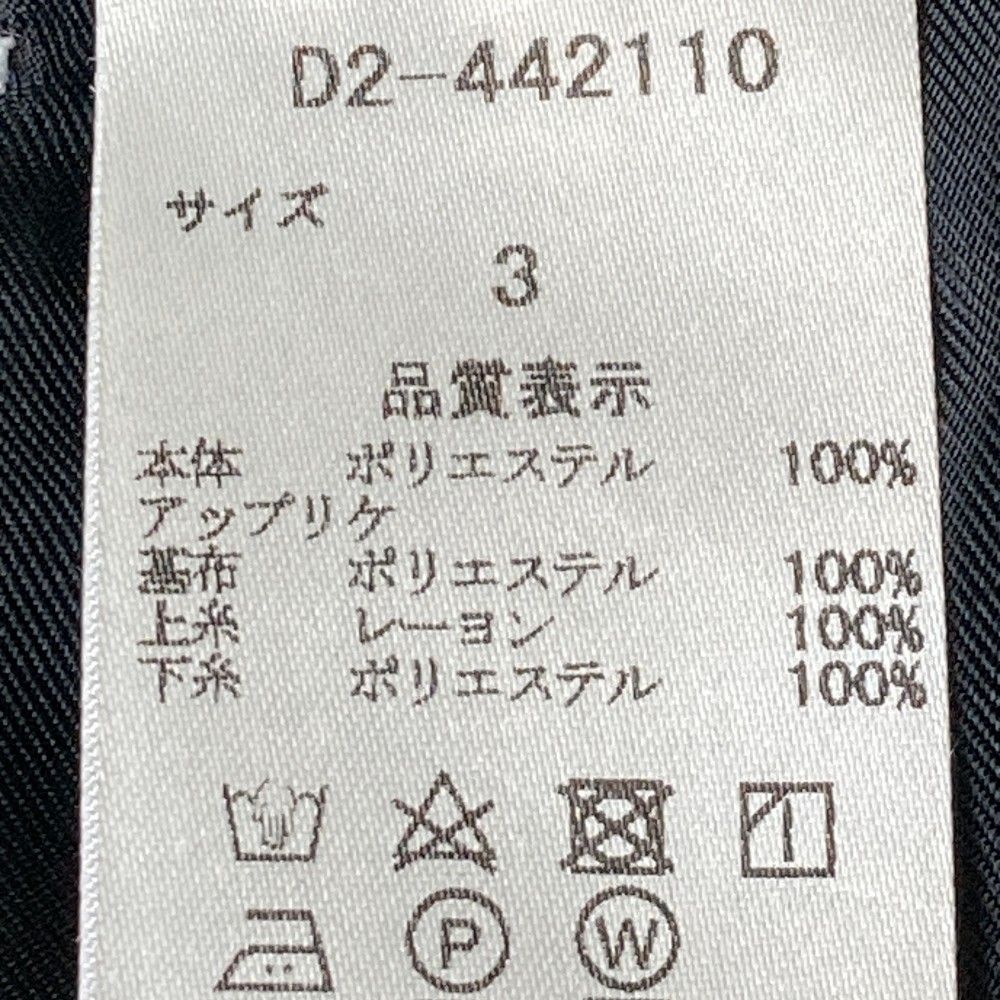 D2-442110
サイズ
3
品質表示
本体 ポリエステル 100%
アップリケ
基布 ポリエステル 100%
上糸 レーヨン 100%
下糸 ポリエステル 100%
P W